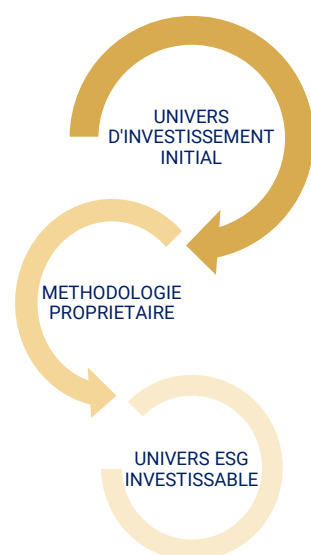 UNIVERS
D'INVESTISSEMENT
INITIAL
METHODOLOGIE
PROPRIETAIRE
UNIVERS ESG
INVESTISSABLE